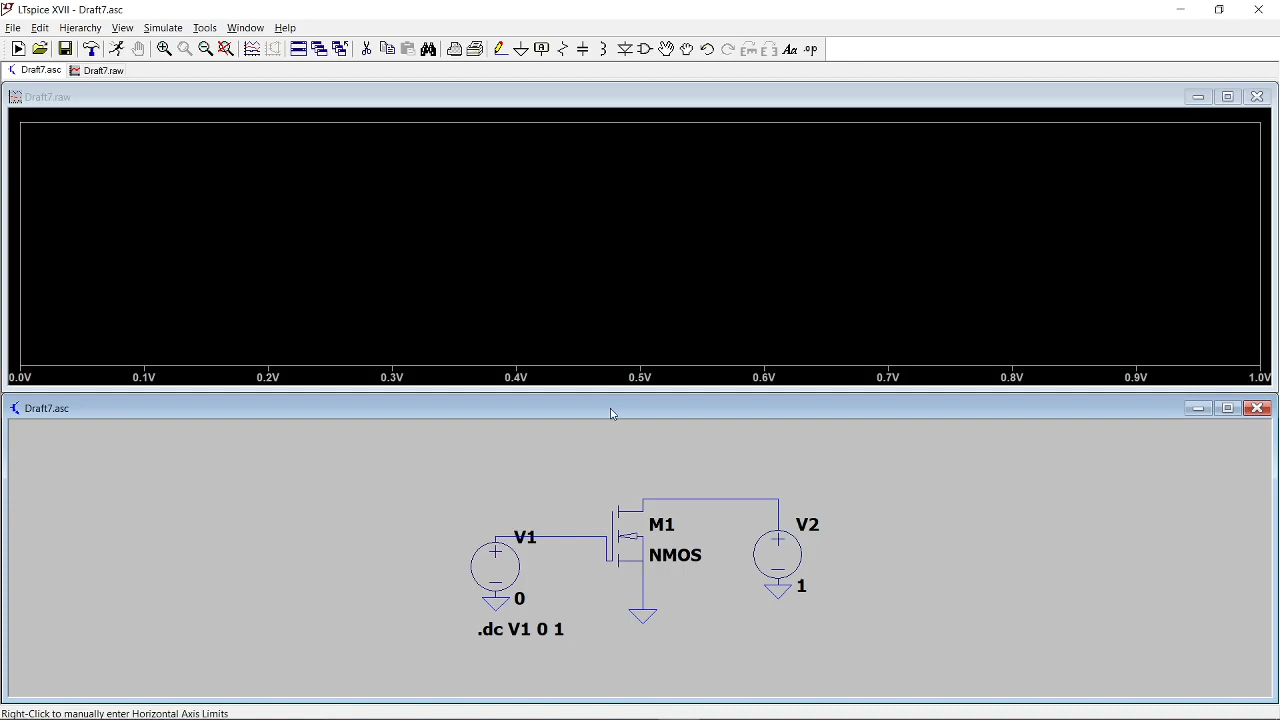 LTspice XVII - Draft7.asc
File Edit Hierarchy View Simulate Tools Window Help
Aa .op
Draft7.asc Draft7.raw
Draft7.raw
0.0V 0.1V 0.2V 0.3V 0.4V 0.5V 0.6V 0.7V 0.8V 0.9V 1.0V
Draft7.asc
M1
V2
V1
NMOS
1
0
.dc V1 0 1
Right-Click to manually enter Horizontal Axis Limits